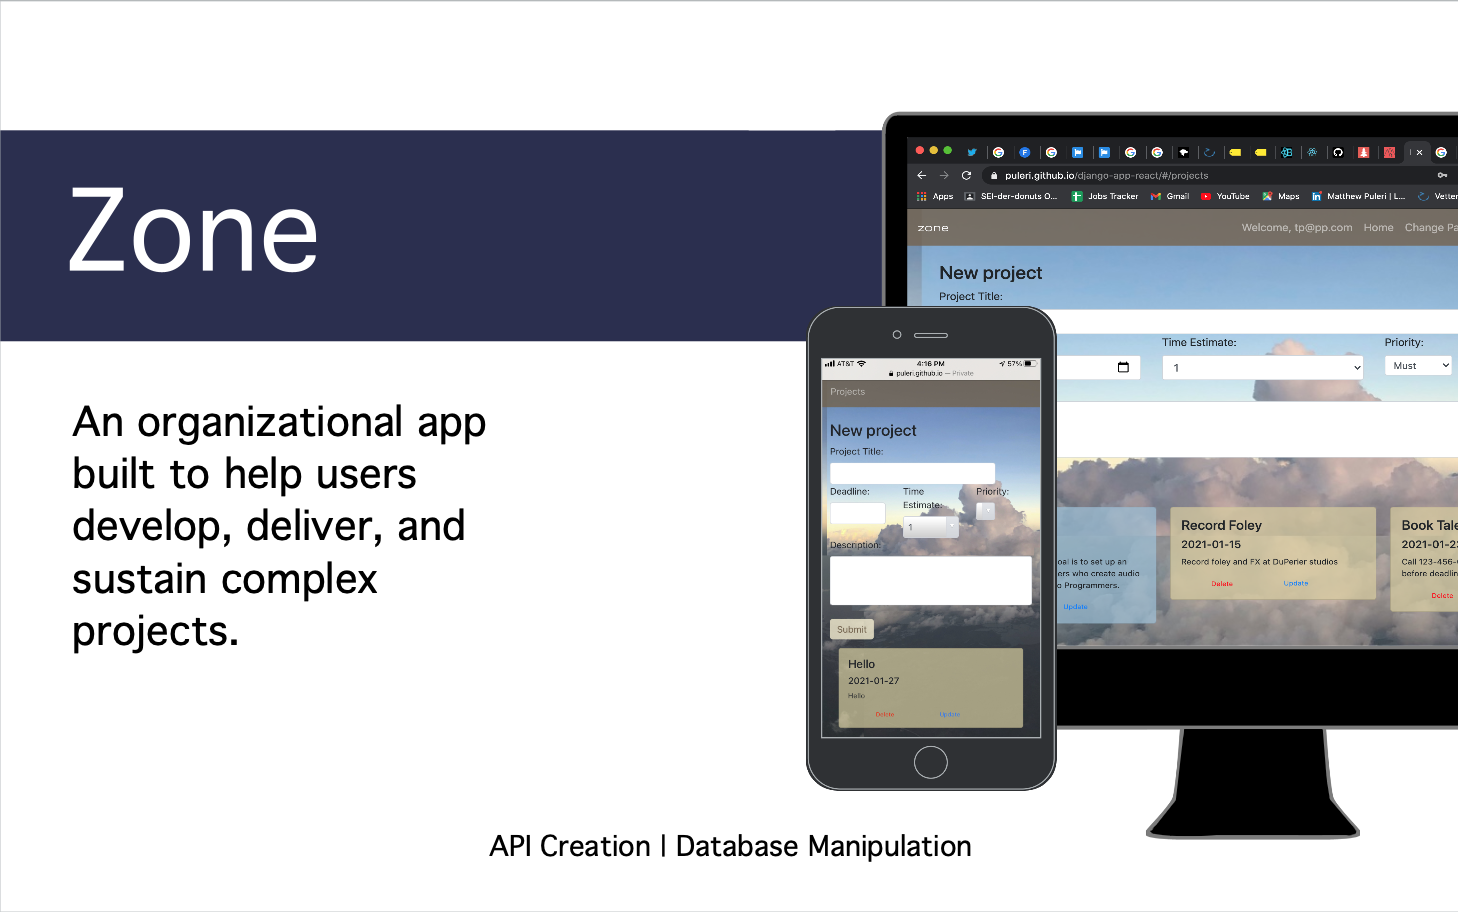 Zone
An organizational app
built to help users
develop, deliver, and
sustain complex
projects.
API Creation | Database Manipulation
puleri.github.io/django-app-react/#/projects
Apps
SEI-der-donuts O...
Jobs Tracker
Gmail
YouTube
Maps
Matthew Puleri | L...
Vetter
zone
Welcome, tp@pp.com
Home
Change Pa
New project
Project Title:
Time Estimate:
Priority:
1
Must
oal is to set up an
ers who create audio
o Programmers.
Update
Record Foley
2021-01-15
Record foley and FX at DuPerier studios
Delete
Update
Book Tale
2021-01-23
Call 123-456-
before deadlin
Delete
AT&T
4:16 PM
57%
puleri.github.io — Private
Projects
New project
Project Title:
Deadline:
Time
Estimate:
Priority:
1
Description:
Submit
Hello
2021-01-27
Hello
Delete
Update